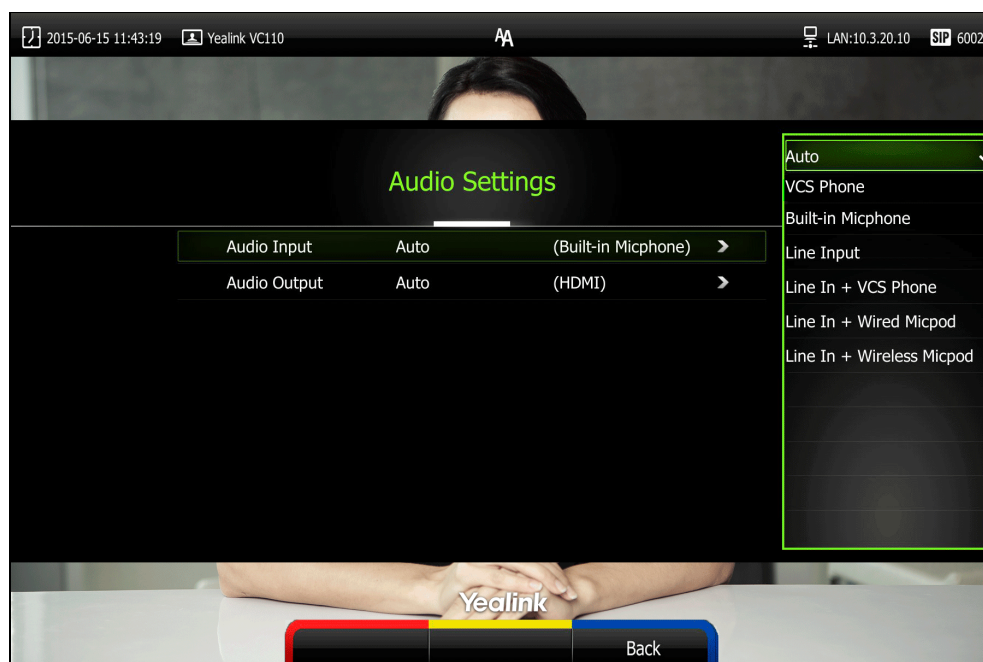 2015-06-15 11:43:19 Yealink VC110 AA LAN:10.3.20.10 SIP 6002
Audio Settings
Audio Input Auto (Built-in Micphone)
Audio Output Auto (HDMI)
Auto
VCS Phone
Built-in Micphone
Line Input
Line In + VCS Phone
Line In + Wired Micpod
Line In + Wireless Micpod
Yealink
Back